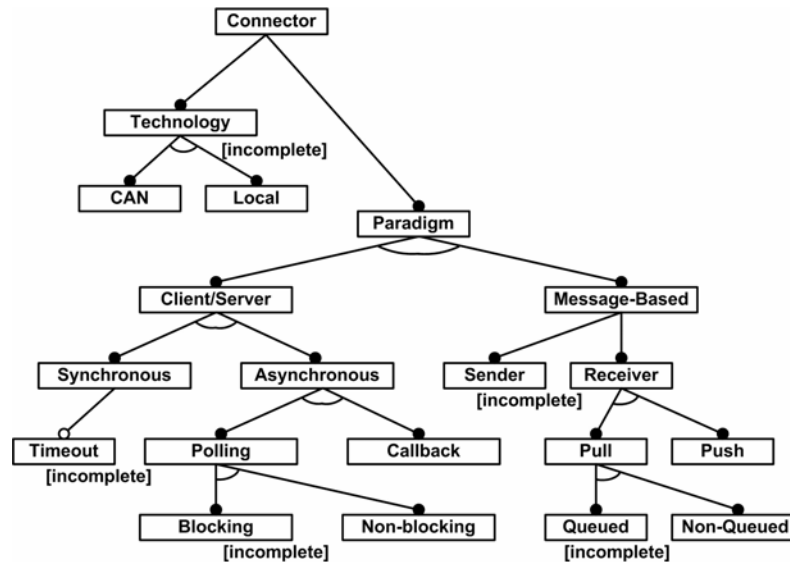 Connector
Technology
[incomplete]
CAN
Local
Paradigm
Client/Server
Message-Based
Synchronous
Asynchronous
Sender
Receiver
[incomplete]
Timeout
Polling
Callback
Pull
Push
[incomplete]
Blocking
Non-blocking
Queued
Non-Queued
[incomplete]
[incomplete]